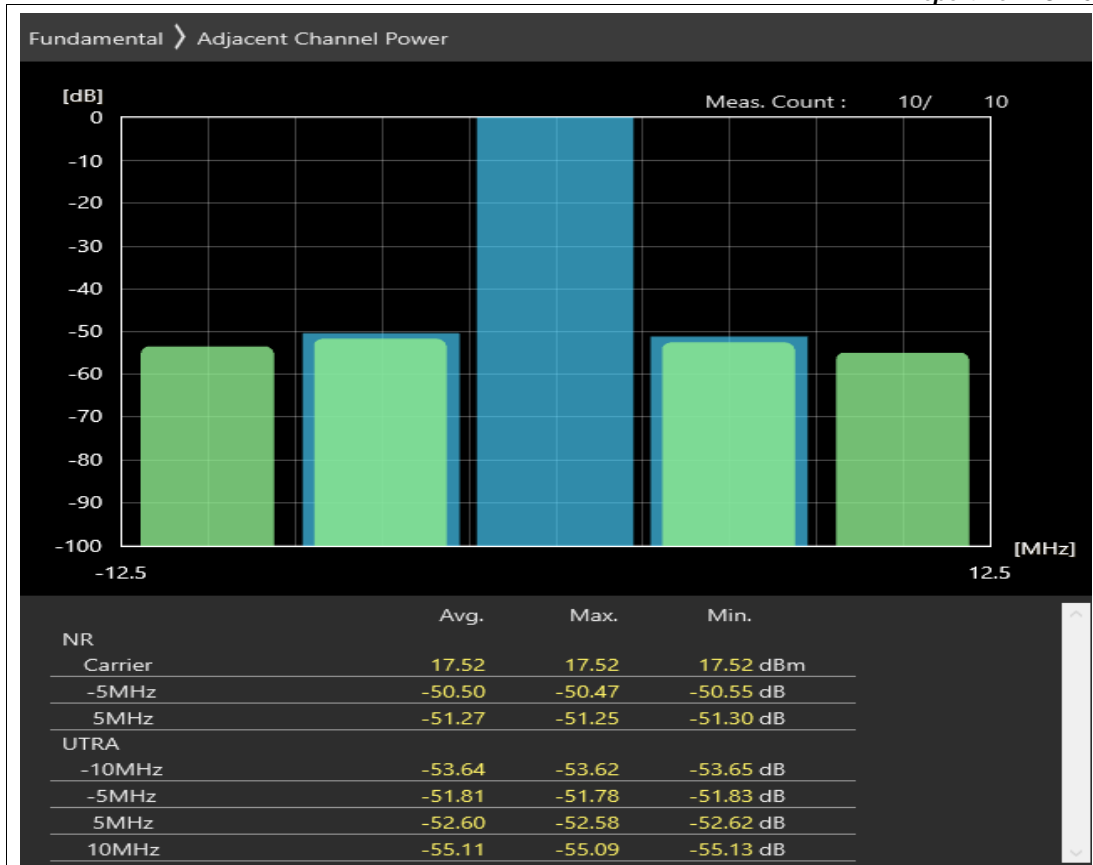 Fundamental ❭ Adjacent Channel Power
[dB]
Meas. Count : 10/ 10
0
-10
-20
-30
-40
-50
-60
-70
-80
-90
-100
[MHz]
-12.5 12.5
Avg. Max. Min.
NR
Carrier 17.52 17.52 17.52 dBm
-5MHz -50.50 -50.47 -50.55 dB
5MHz -51.27 -51.25 -51.30 dB
UTRA
-10MHz -53.64 -53.62 -53.65 dB
-5MHz -51.81 -51.78 -51.83 dB
5MHz -52.60 -52.58 -52.62 dB
10MHz -55.11 -55.09 -55.13 dB